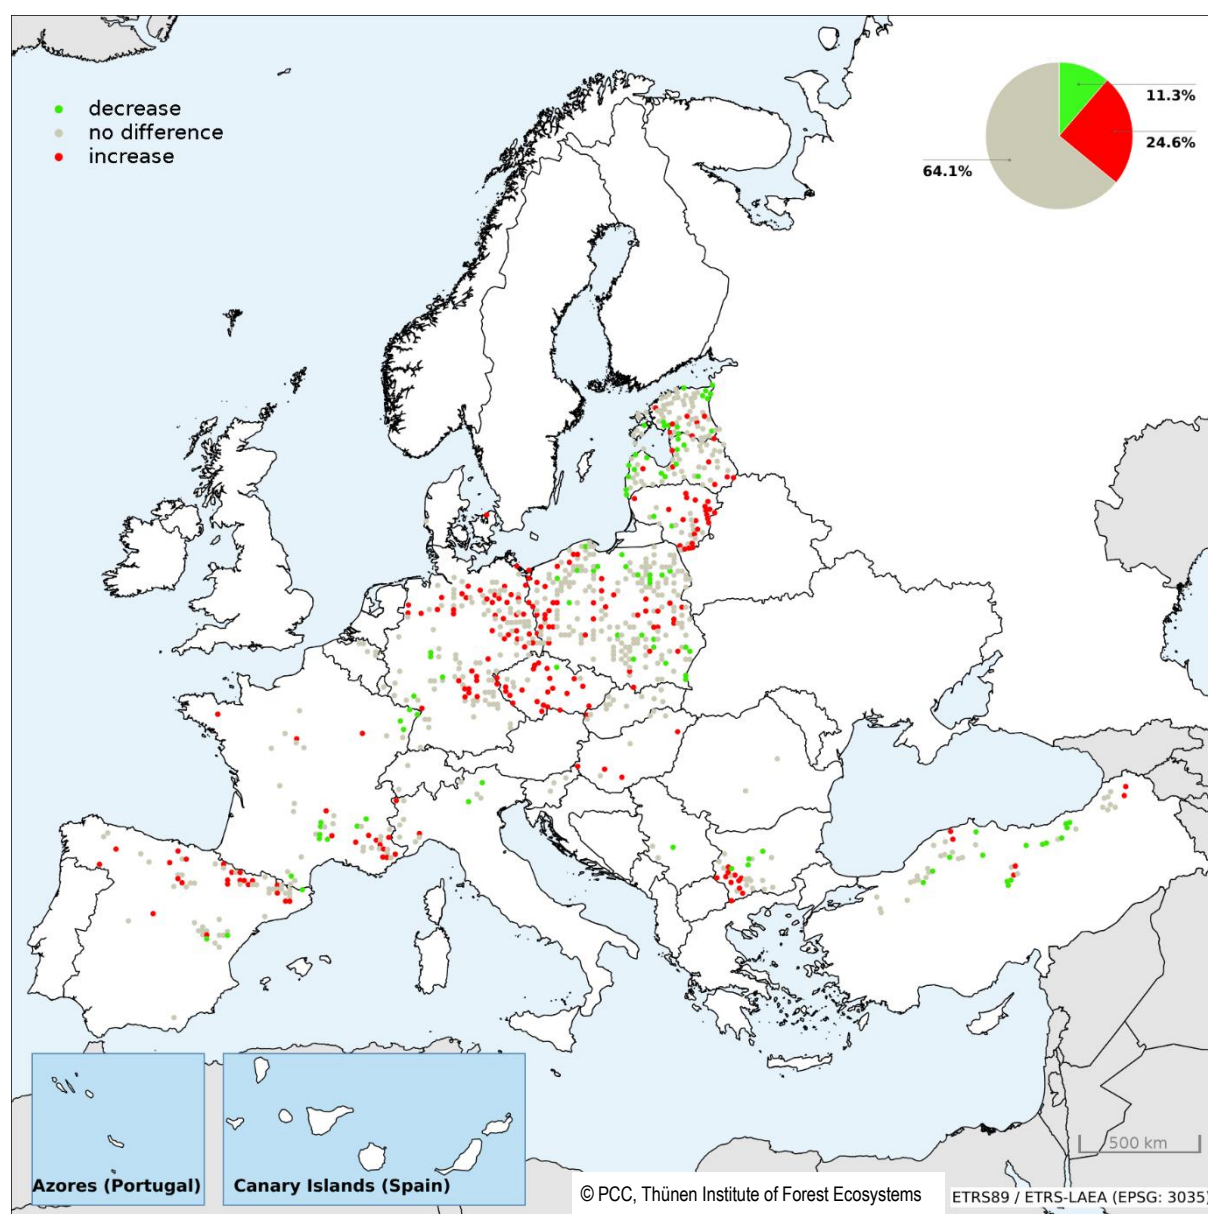 decrease
no difference
increase
11.3%
24.6%
64.1%
Azores (Portugal)
Canary Islands (Spain)
500 km
© PCC, Thünen Institute of Forest Ecosystems
ETRS89 / ETRS-LAEA (EPSG: 3035)